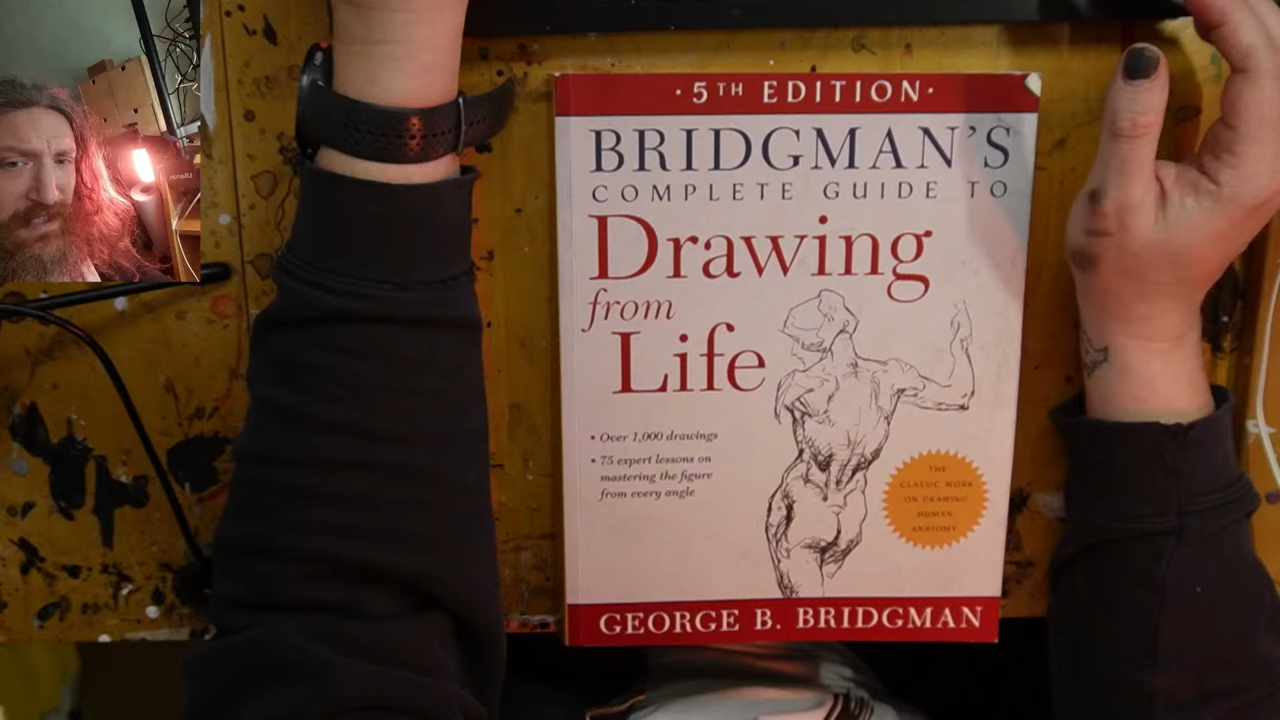 · 5TH EDITION ·
BRIDGMAN'S
COMPLETE GUIDE TO
Drawing
from
Life
• Over 1,000 drawings
• 75 expert lessons on
mastering the figure
from every angle
THE
CLASSIC WORK
ON DRAWING
HUMAN
ANATOMY
GEORGE B. BRIDGMAN